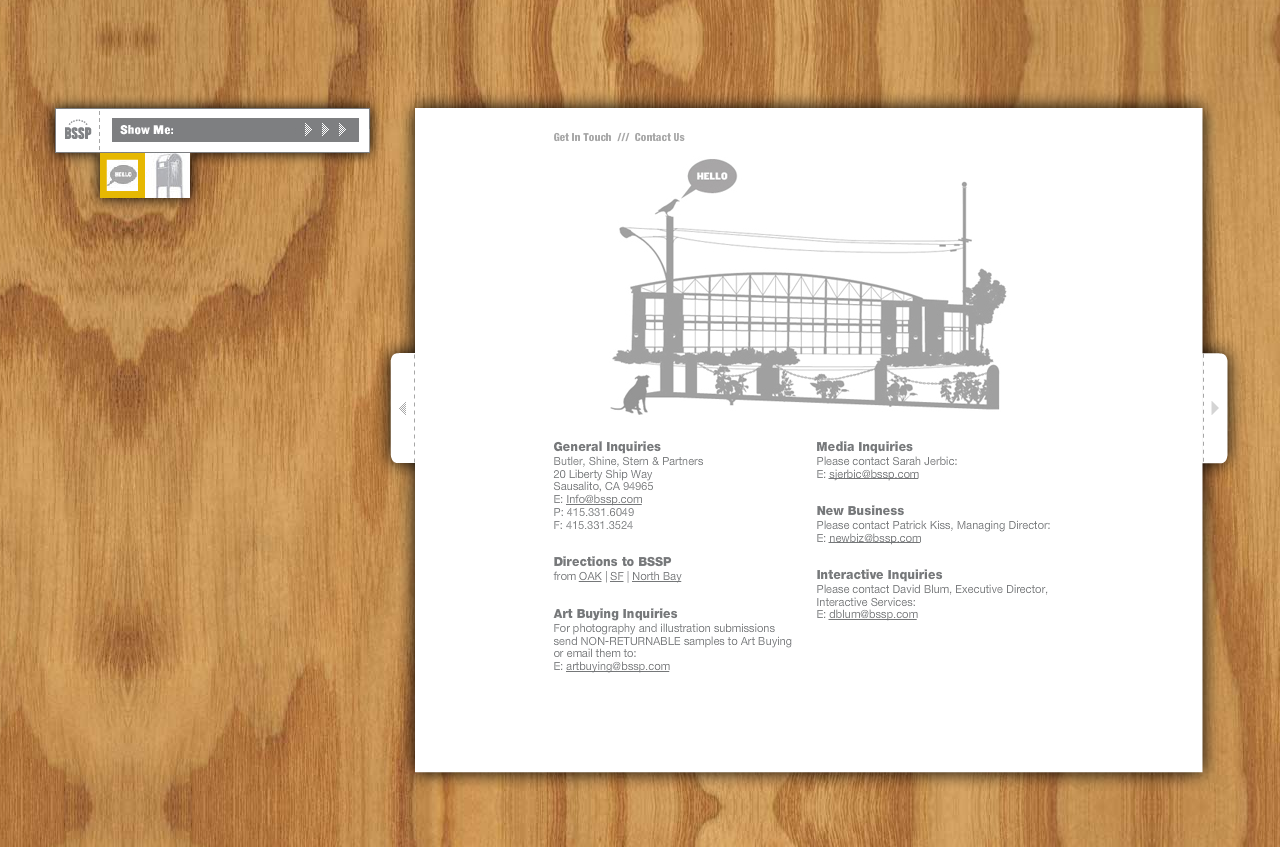 BSSP
Show Me:
HELLO
Get In Touch /// Contact Us
HELLO
General Inquiries
Butler, Shine, Stern & Partners
20 Liberty Ship Way
Sausalito, CA 94965
E: Info@bssp.com
P: 415.331.6049
F: 415.331.3524
Directions to BSSP
from OAK | SF | North Bay
Art Buying Inquiries
For photography and illustration submissions
send NON-RETURNABLE samples to Art Buying
or email them to:
E: artbuying@bssp.com
Media Inquiries
Please contact Sarah Jerbic:
E: sjerbic@bssp.com
New Business
Please contact Patrick Kiss, Managing Director:
E: newbiz@bssp.com
Interactive Inquiries
Please contact David Blum, Executive Director,
Interactive Services:
E: dblum@bssp.com